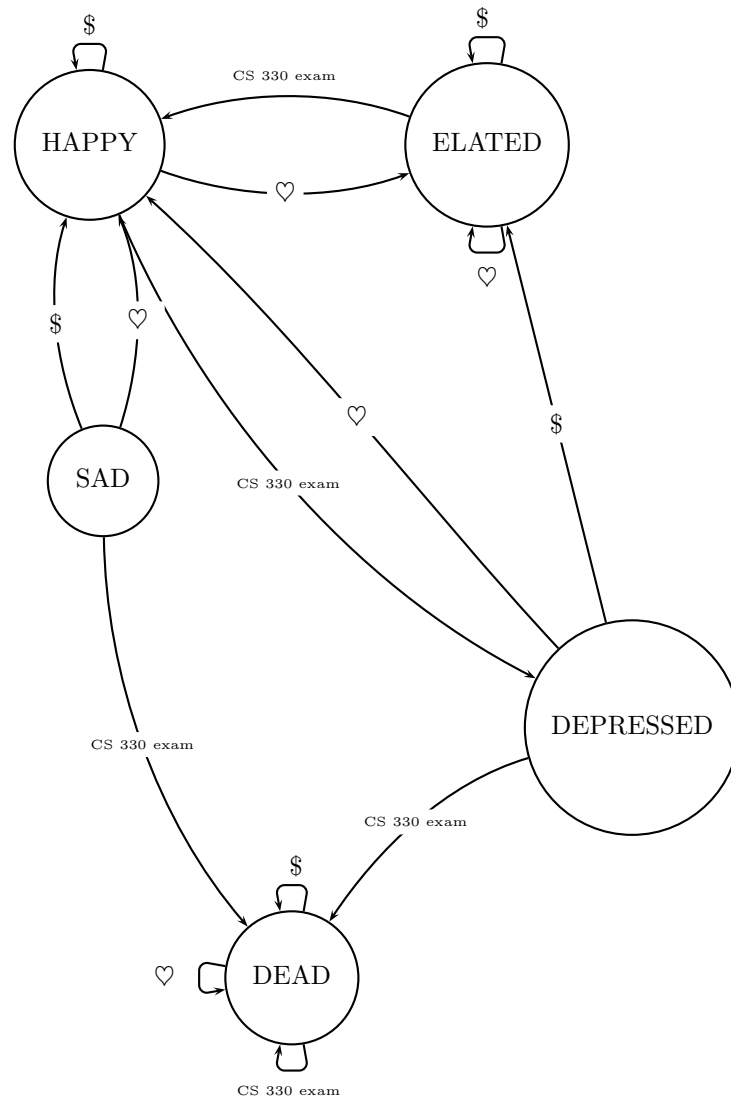 $
$
CS 330 exam
HAPPY
ELATED
♡
♡
$
♡
♡
$
SAD
CS 330 exam
DEPRESSED
CS 330 exam
CS 330 exam
$
♡
DEAD
CS 330 exam